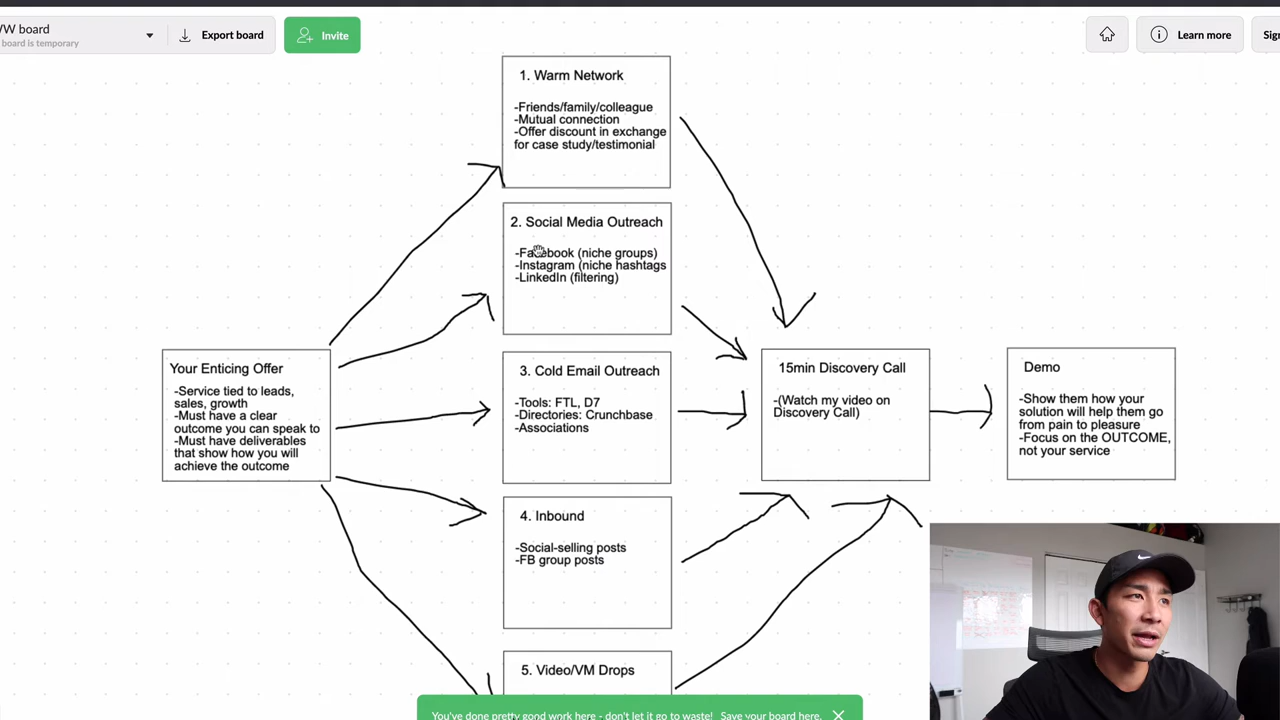 VW board
board is temporary
Export board
Invite
Learn more
Sig
1. Warm Network
-Friends/family/colleague
-Mutual connection
-Offer discount in exchange
for case study/testimonial
2. Social Media Outreach
-Facebook (niche groups)
-Instagram (niche hashtags
-LinkedIn (filtering)
Your Enticing Offer
-Service tied to leads,
sales, growth
-Must have a clear
outcome you can speak to
-Must have deliverables
that show how you will
achieve the outcome
3. Cold Email Outreach
-Tools: FTL, D7
-Directories: Crunchbase
-Associations
15min Discovery Call
-(Watch my video on
Discovery Call)
Demo
-Show them how your
solution will help them go
from pain to pleasure
-Focus on the OUTCOME,
not your service
4. Inbound
-Social-selling posts
-FB group posts
5. Video/VM Drops
You've done pretty good work here - don't let it go to waste! Save your board here.